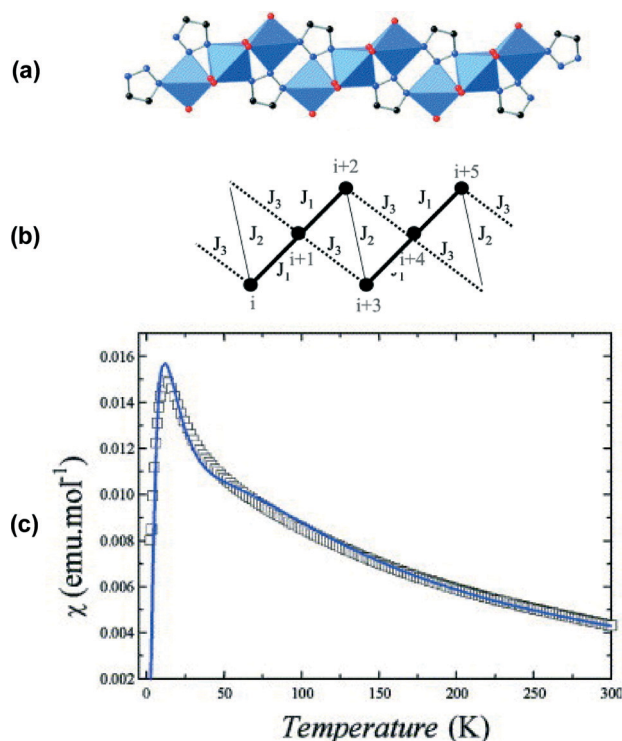 (a)
(b)
i+2
i+5
J3
J1
J3
J1
J3
J2
J2
J2
J3
i+1
J3
i+4
J3
J1
J1
i
i+3
(c)
0.016
0.014
0.012
0.010
0.008
0.006
0.004
0.002
χ (emu.mol-1)
0
50
100
150
200
250
300
Temperature (K)